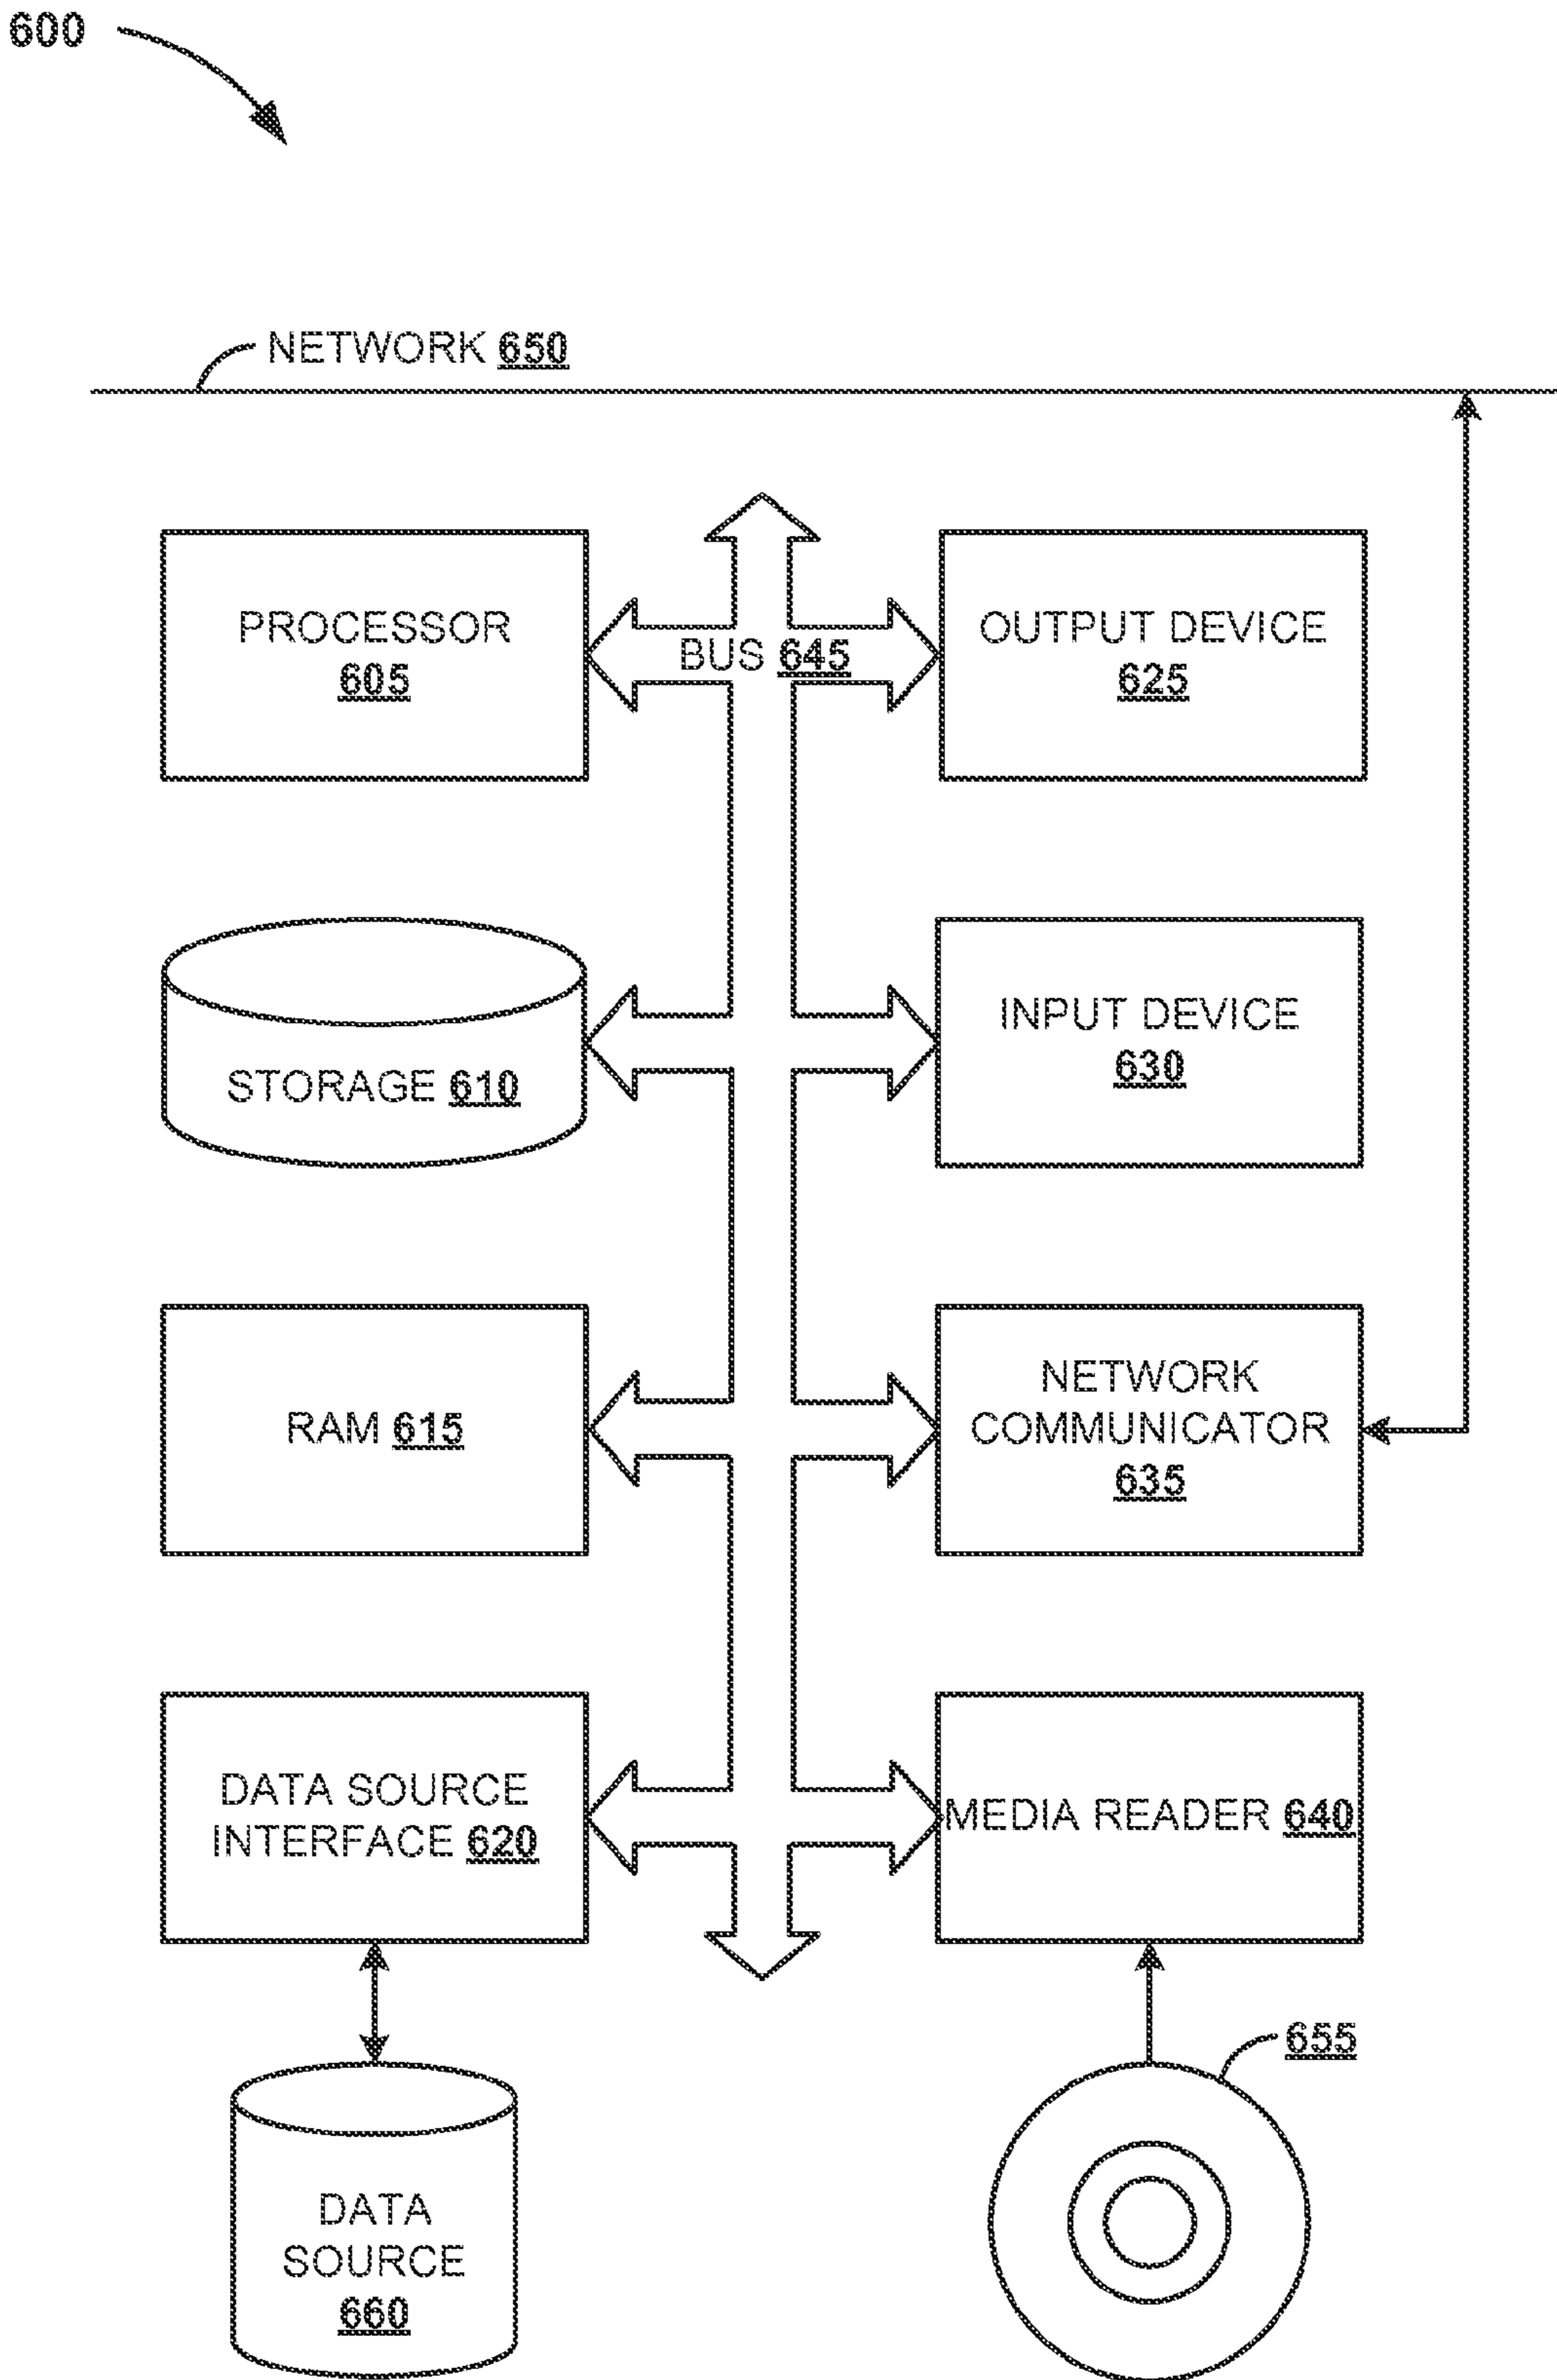 600
NETWORK 650
PROCESSOR
605
BUS 645
OUTPUT DEVICE
625
STORAGE 610
INPUT DEVICE
630
RAM 615
NETWORK
COMMUNICATOR
635
DATA SOURCE
INTERFACE 620
MEDIA READER 640
655
DATA
SOURCE
660